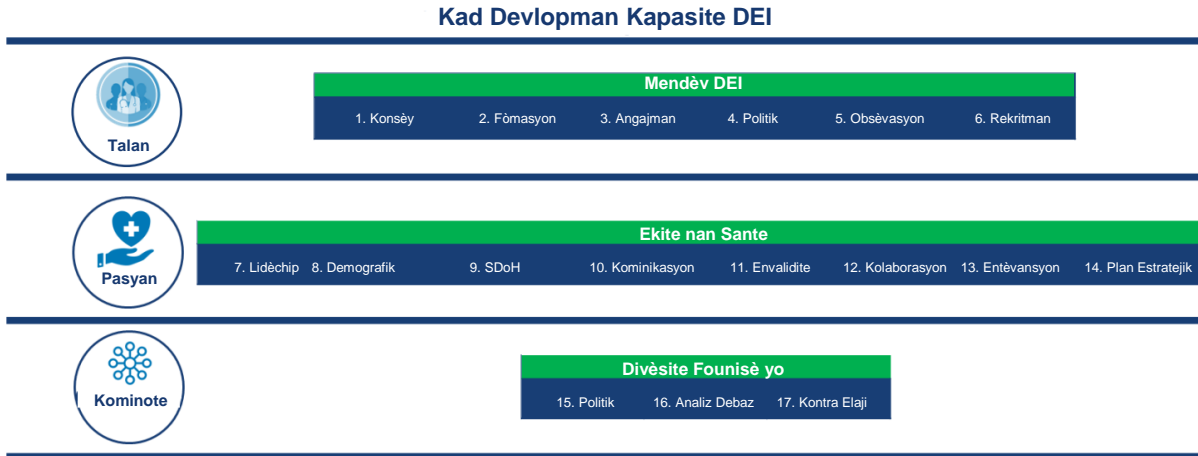 Kad Devlopman Kapasite DEI
Mendèv DEI
1. Konsèy 2. Fòmasyon 3. Angajman 4. Politik 5. Obsèvasyon 6. Rekritman
Talan
Ekite nan Sante
7. Lidèchip 8. Demografik 9. SDoH 10. Kominikasyon 11. Envalidite 12. Kolaborasyon 13. Entèvansyon 14. Plan Estratejik
Pasyan
Divèsite Founisè yo
15. Politik 16. Analiz Debaz 17. Kontra Elaji
Kominote